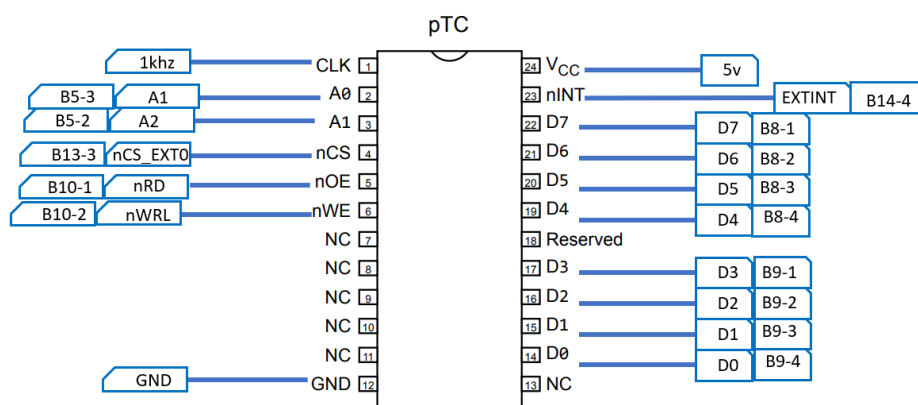 pTC
1khz CLK 1 24 VCC 5v
B5-3 A1 A0 2 23 nINT EXTINT B14-4
B5-2 A2 A1 3 22 D7 D7 B8-1
B13-3 nCS_EXT0 nCS 4 21 D6 D6 B8-2
B10-1 nRD nOE 5 20 D5 D5 B8-3
B10-2 nWRL nWE 6 19 D4 D4 B8-4
NC 7 18 Reserved
NC 8 17 D3 D3 B9-1
NC 9 16 D2 D2 B9-2
NC 10 15 D1 D1 B9-3
NC 11 14 D0 D0 B9-4
GND GND 12 13 NC